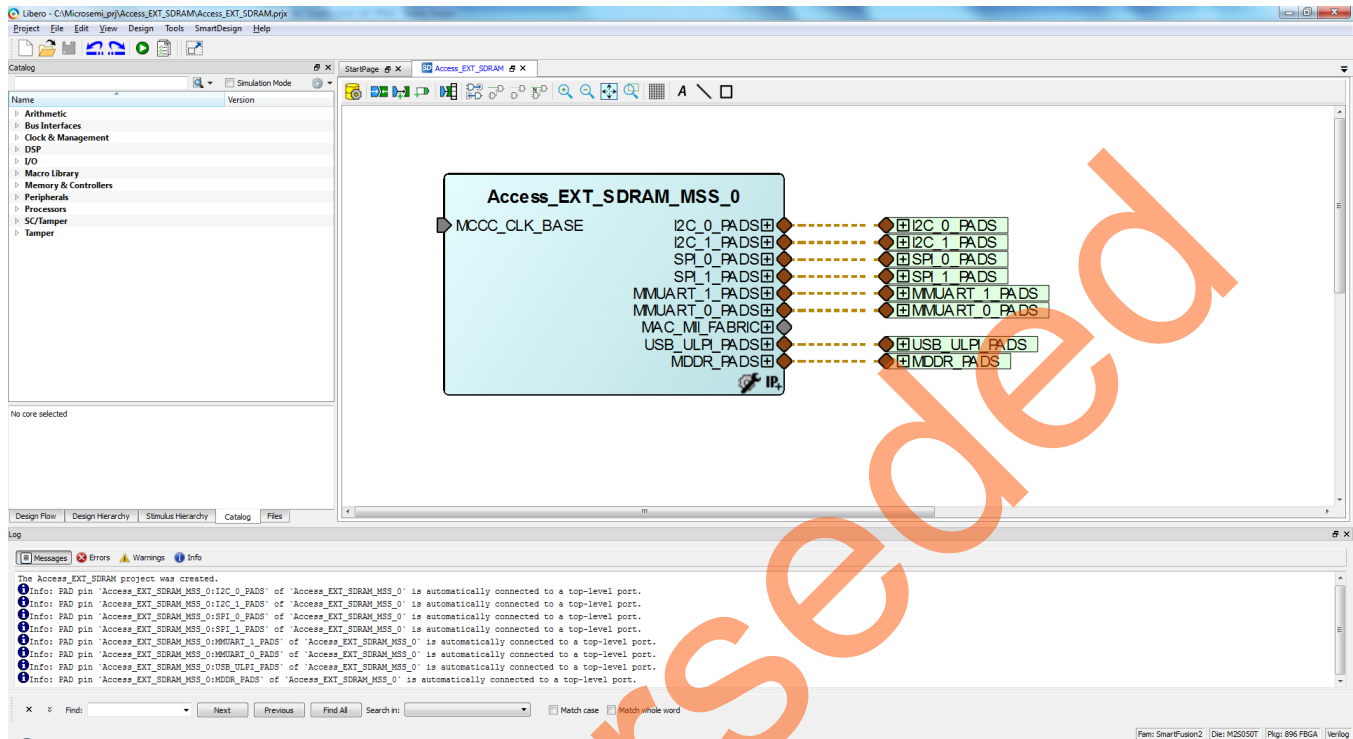 Libero - C:\Microsemi_prj\Access_EXT_SDRAM\Access_EXT_SDRAM.prjx
Project File Edit View Design Tools SmartDesign Help
Catalog
Simulation Mode
Name Version
Arithmetic
Bus Interfaces
Clock & Management
DSP
I/O
Macro Library
Memory & Controllers
Peripherals
Processors
SC/Tamper
Tamper
No core selected
Design Flow Design Hierarchy Stimulus Hierarchy Catalog Files
StartPage Access_EXT_SDRAM
A
Access_EXT_SDRAM_MSS_0
MCCC_CLK_BASE I2C_0_PADS I2C_0_PADS
I2C_1_PADS I2C_1_PADS
SPI_0_PADS SPI_0_PADS
SPI_1_PADS SPI_1_PADS
MMUART_1_PADS MMUART_1_PADS
MMUART_0_PADS MMUART_0_PADS
MAC_MII_FABRIC
USB_ULPI_PADS USB_ULPI_PADS
MDDR_PADS MDDR_PADS
IP
Log
Messages Errors Warnings Info
The Access_EXT_SDRAM project was created.
Info: PAD pin `Access_EXT_SDRAM_MSS_0:I2C_0_PADS` of `Access_EXT_SDRAM_MSS_0` is automatically connected to a top-level port.
Info: PAD pin `Access_EXT_SDRAM_MSS_0:I2C_1_PADS` of `Access_EXT_SDRAM_MSS_0` is automatically connected to a top-level port.
Info: PAD pin `Access_EXT_SDRAM_MSS_0:SPI_0_PADS` of `Access_EXT_SDRAM_MSS_0` is automatically connected to a top-level port.
Info: PAD pin `Access_EXT_SDRAM_MSS_0:SPI_1_PADS` of `Access_EXT_SDRAM_MSS_0` is automatically connected to a top-level port.
Info: PAD pin `Access_EXT_SDRAM_MSS_0:MMUART_1_PADS` of `Access_EXT_SDRAM_MSS_0` is automatically connected to a top-level port.
Info: PAD pin `Access_EXT_SDRAM_MSS_0:MMUART_0_PADS` of `Access_EXT_SDRAM_MSS_0` is automatically connected to a top-level port.
Info: PAD pin `Access_EXT_SDRAM_MSS_0:USB_ULPI_PADS` of `Access_EXT_SDRAM_MSS_0` is automatically connected to a top-level port.
Info: PAD pin `Access_EXT_SDRAM_MSS_0:MDDR_PADS` of `Access_EXT_SDRAM_MSS_0` is automatically connected to a top-level port.
Find: Next Previous Find All Search in: Match case Match whole word
Fam: SmartFusion2 Die: M2S050T Pkg: 896 FBGA Verilog
rseded